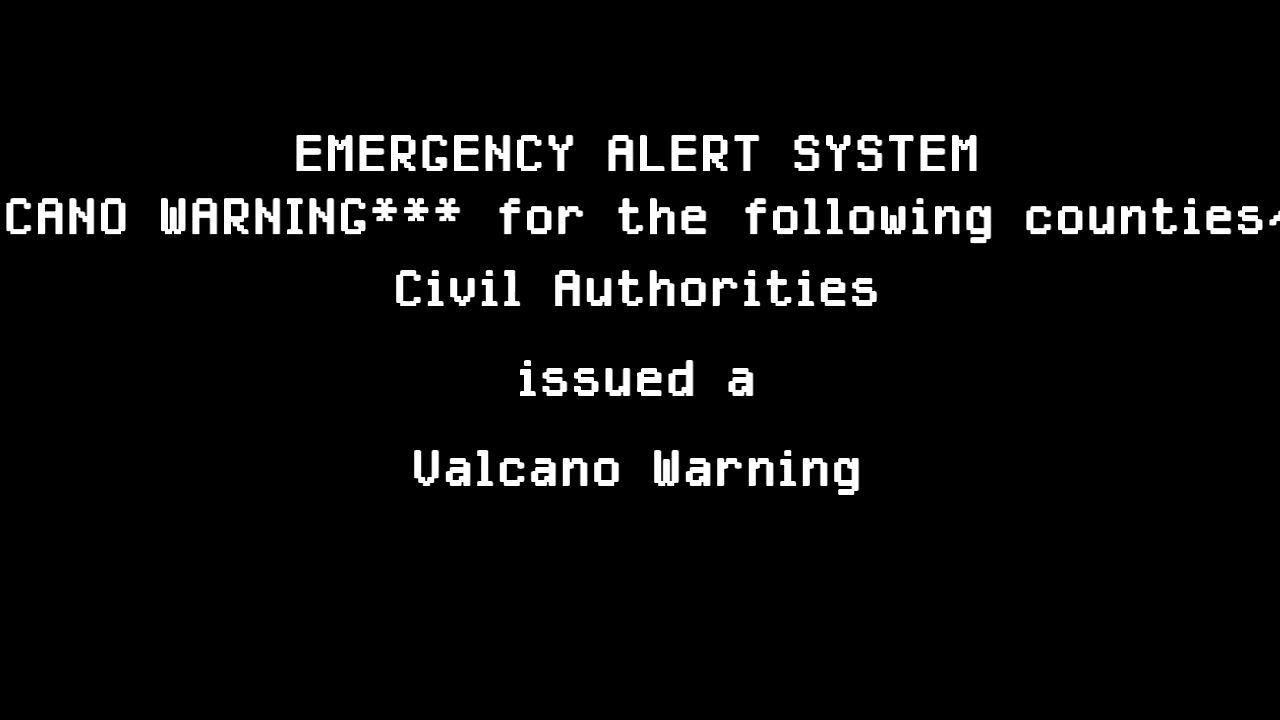 EMERGENCY ALERT SYSTEM
CANO WARNING*** for the following counties
Civil Authorities
issued a
Valcano Warning